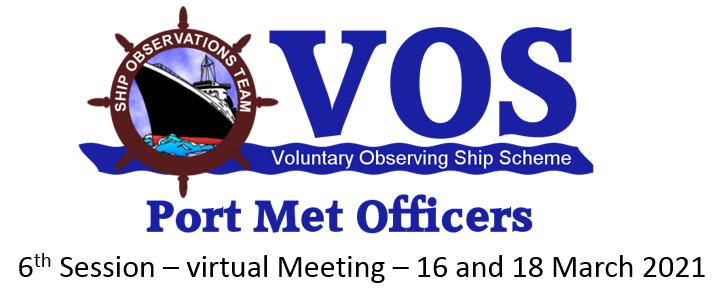 SHIP OBSERVATIONS TEAM
VOS
Voluntary Observing Ship Scheme
Port Met Officers
6th Session – virtual Meeting – 16 and 18 March 2021